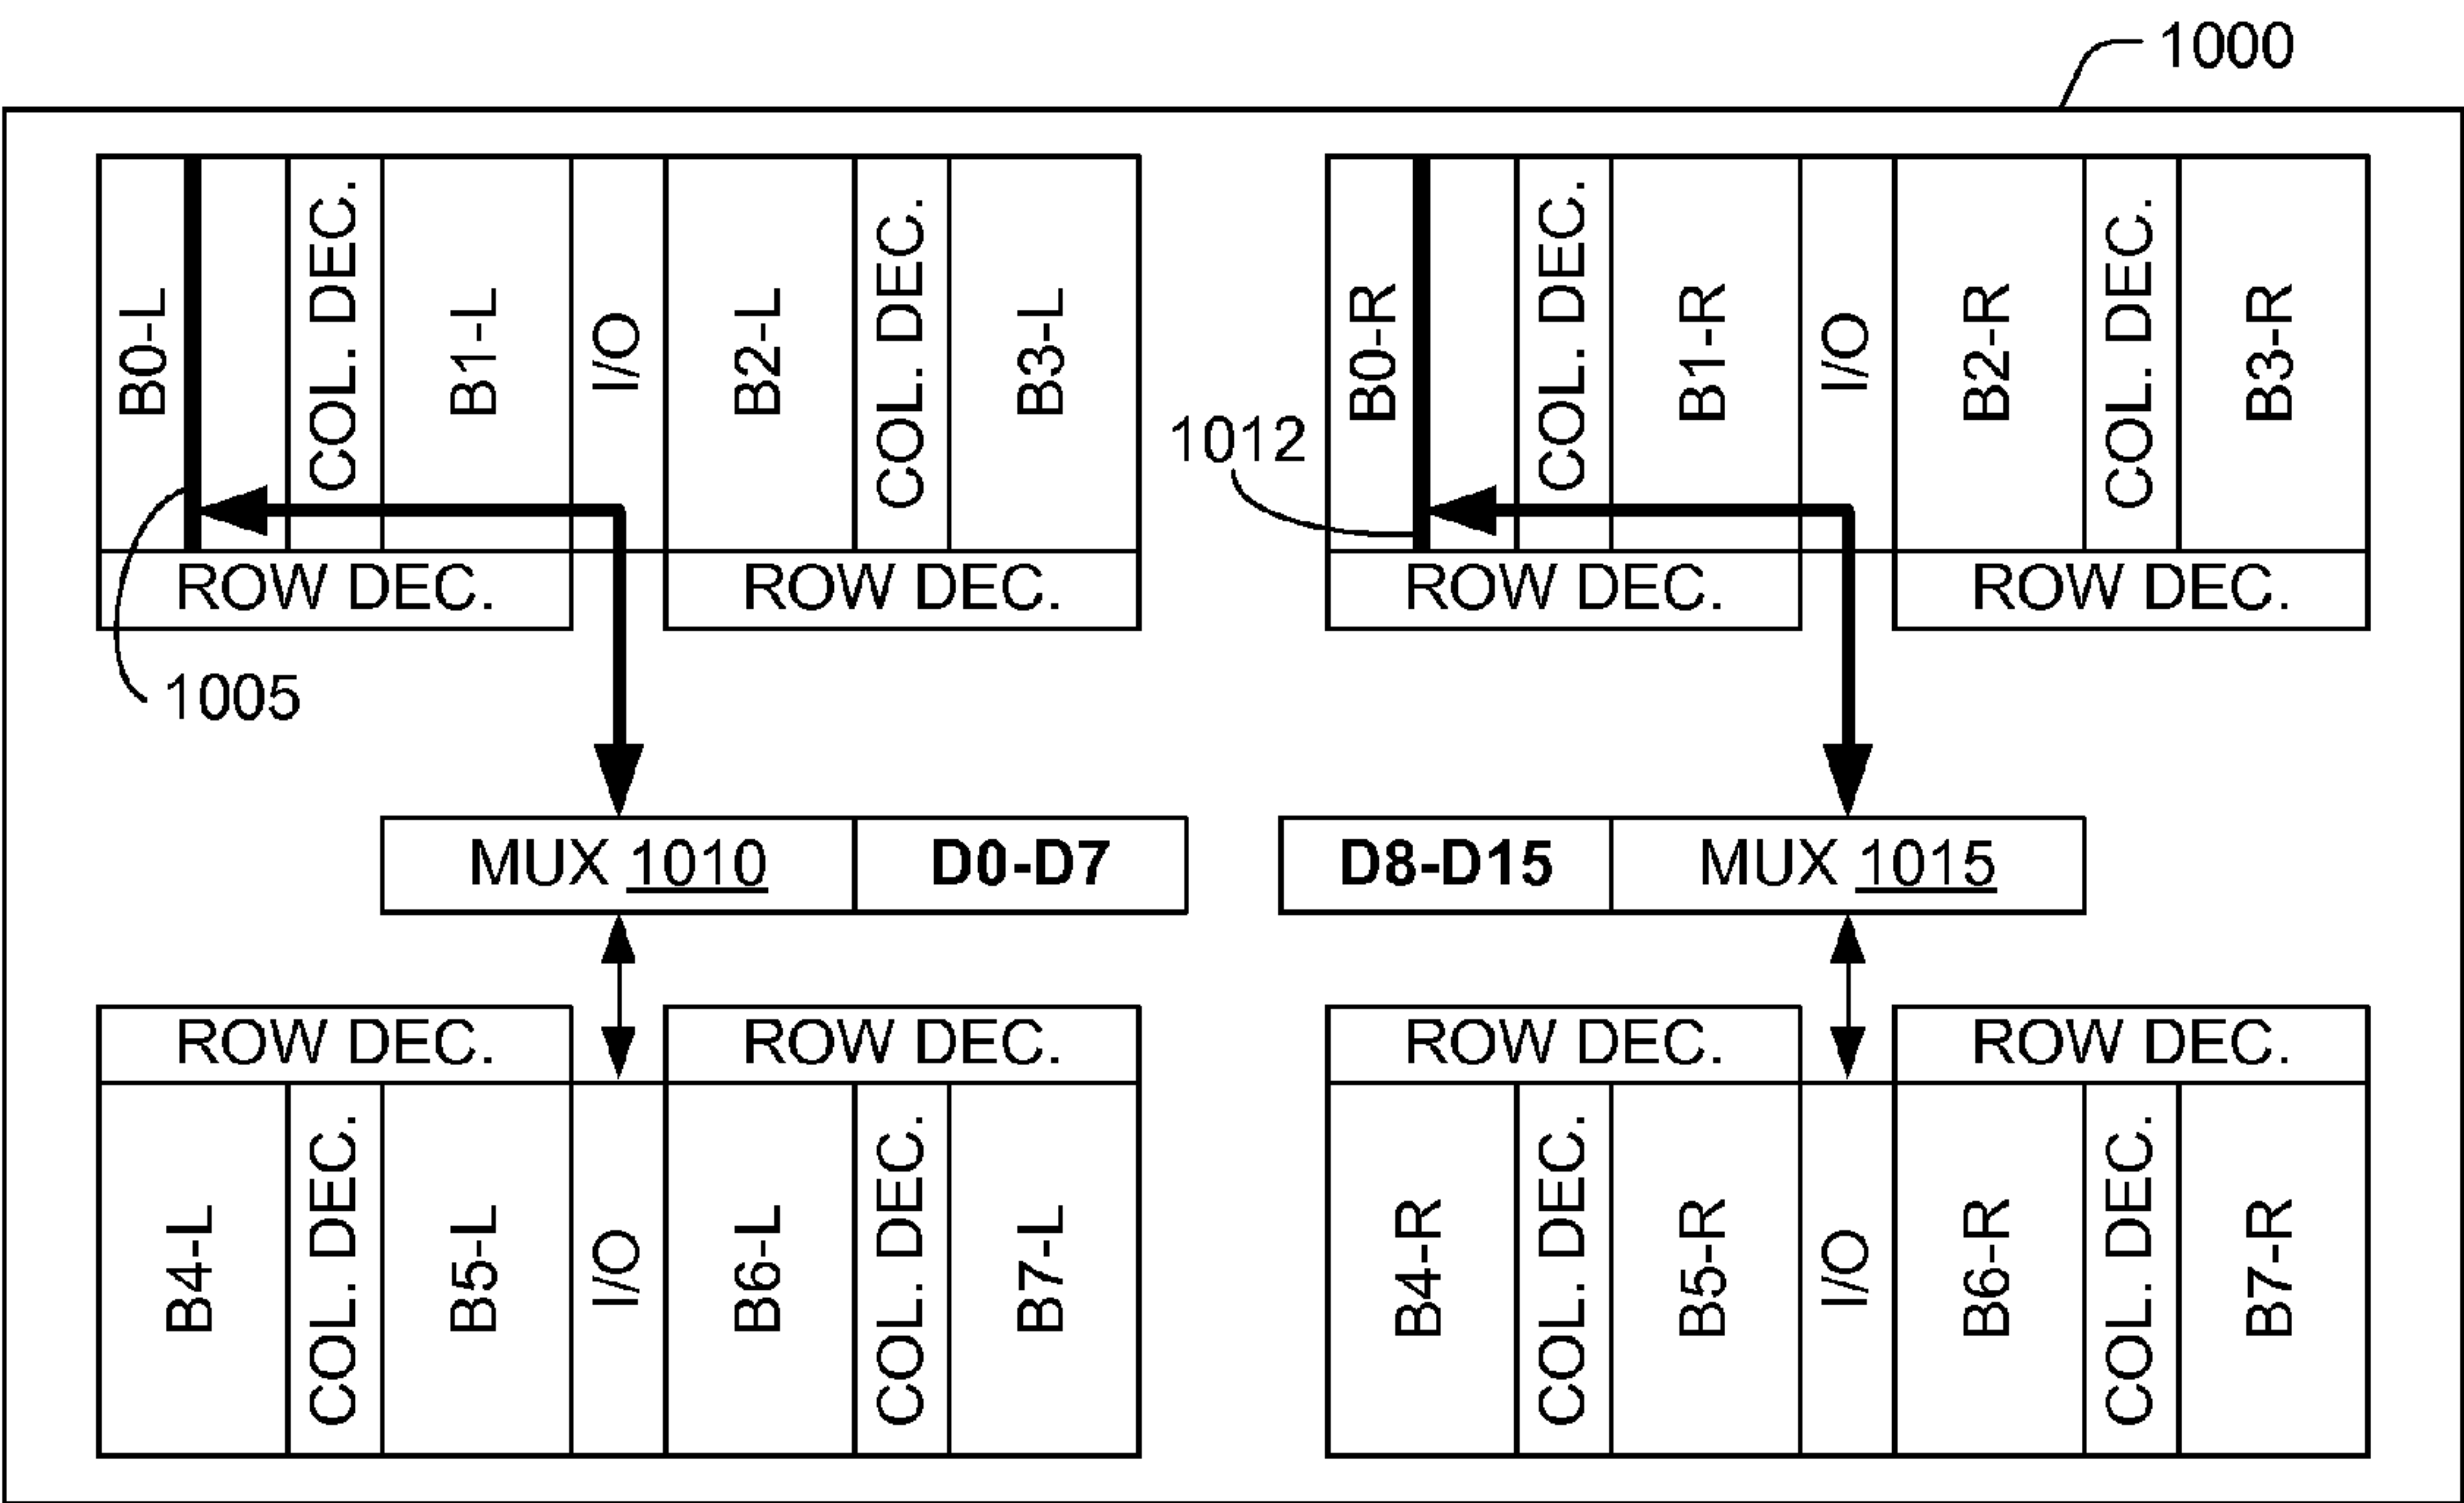 1000
B0-L
COL. DEC.
B1-L
I/O
B2-L
COL. DEC.
B3-L
ROW DEC.
ROW DEC.
1005
B0-R
COL. DEC.
B1-R
I/O
B2-R
COL. DEC.
B3-R
1012
ROW DEC.
ROW DEC.
MUX 1010
D0-D7
D8-D15
MUX 1015
ROW DEC.
ROW DEC.
B4-L
COL. DEC.
B5-L
I/O
B6-L
COL. DEC.
B7-L
ROW DEC.
ROW DEC.
B4-R
COL. DEC.
B5-R
I/O
B6-R
COL. DEC.
B7-R